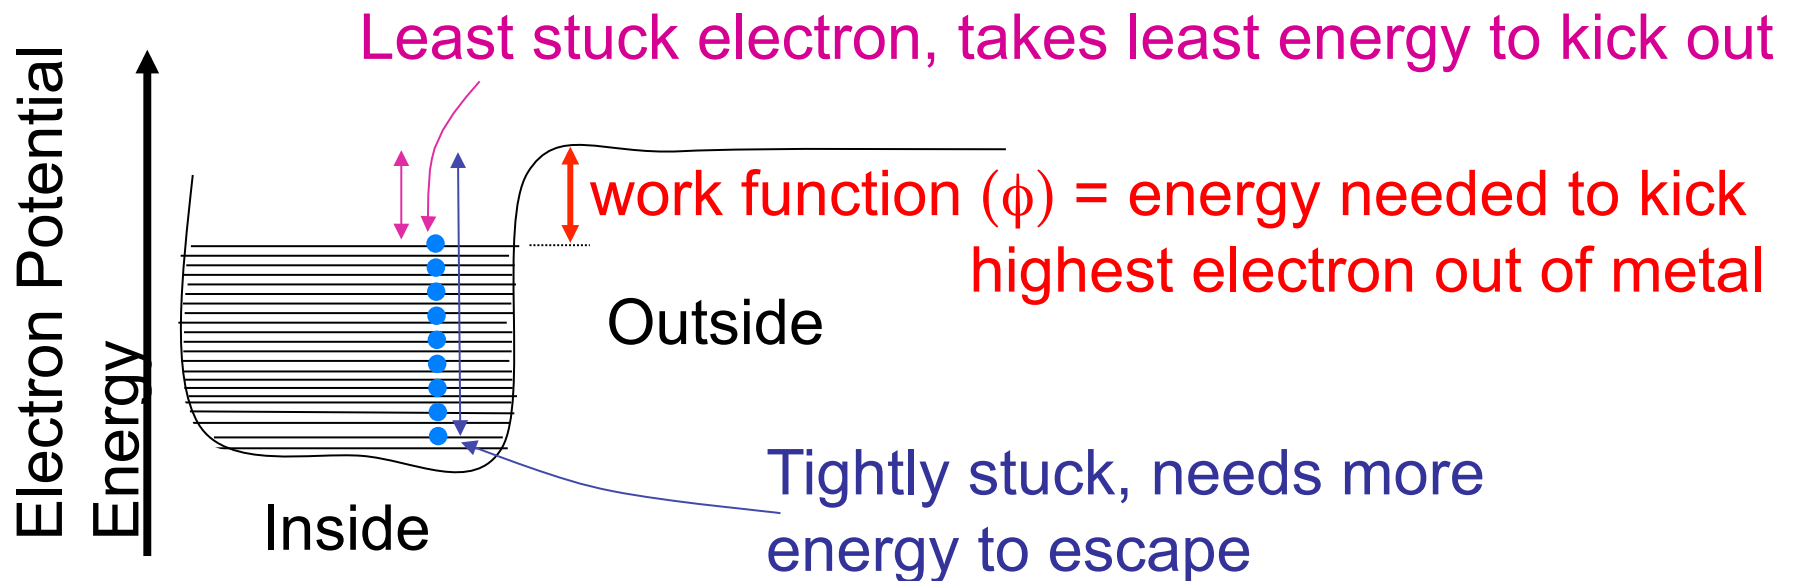 Least stuck electron, takes least energy to kick out
Electron Potential
Energy
work function (ϕ) = energy needed to kick
highest electron out of metal
Outside
Tightly stuck, needs more
energy to escape
Inside